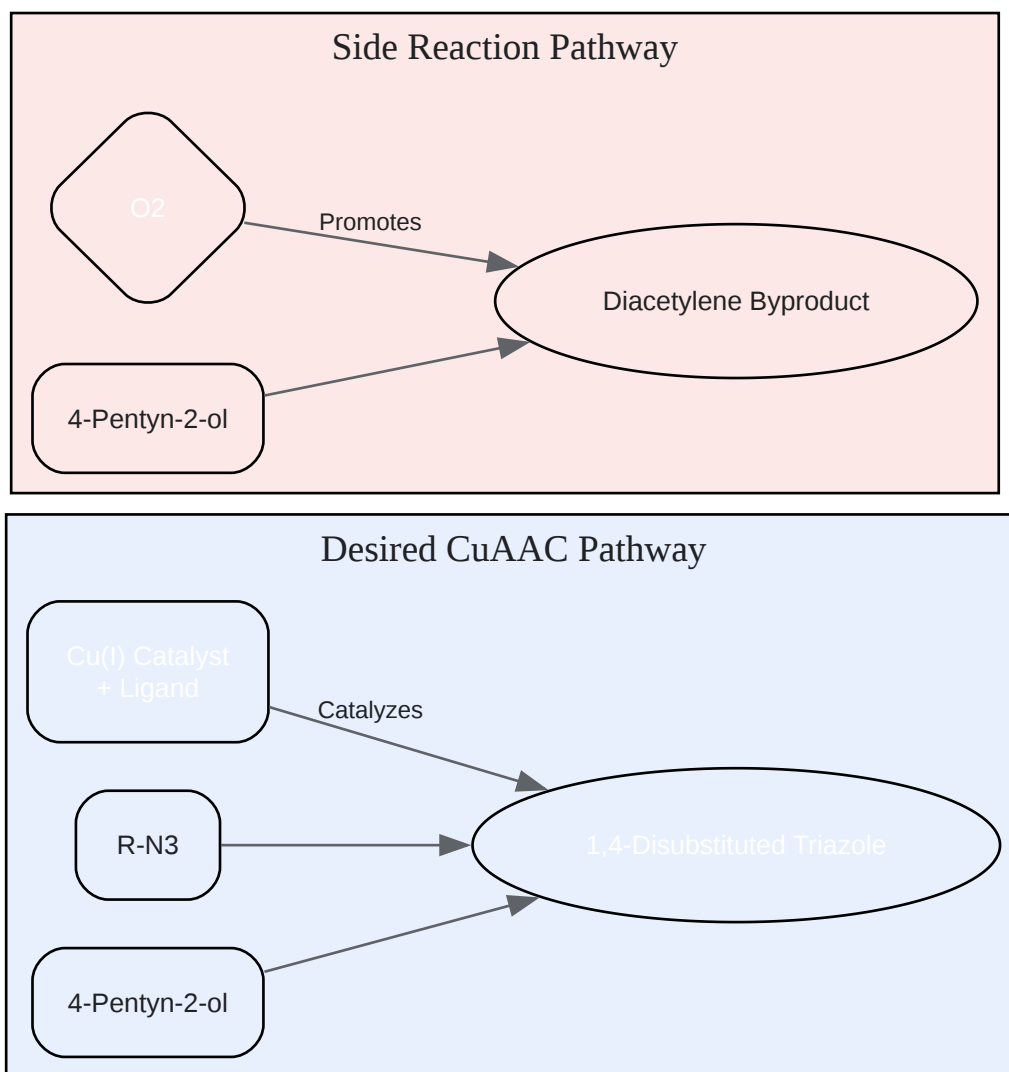 Side Reaction Pathway
O2
Promotes
Diacetylene Byproduct
4-Pentyn-2-ol
Desired CuAAC Pathway
Cu(I) Catalyst
+ Ligand
Catalyzes
R-N3
1,4-Disubstituted Triazole
4-Pentyn-2-ol